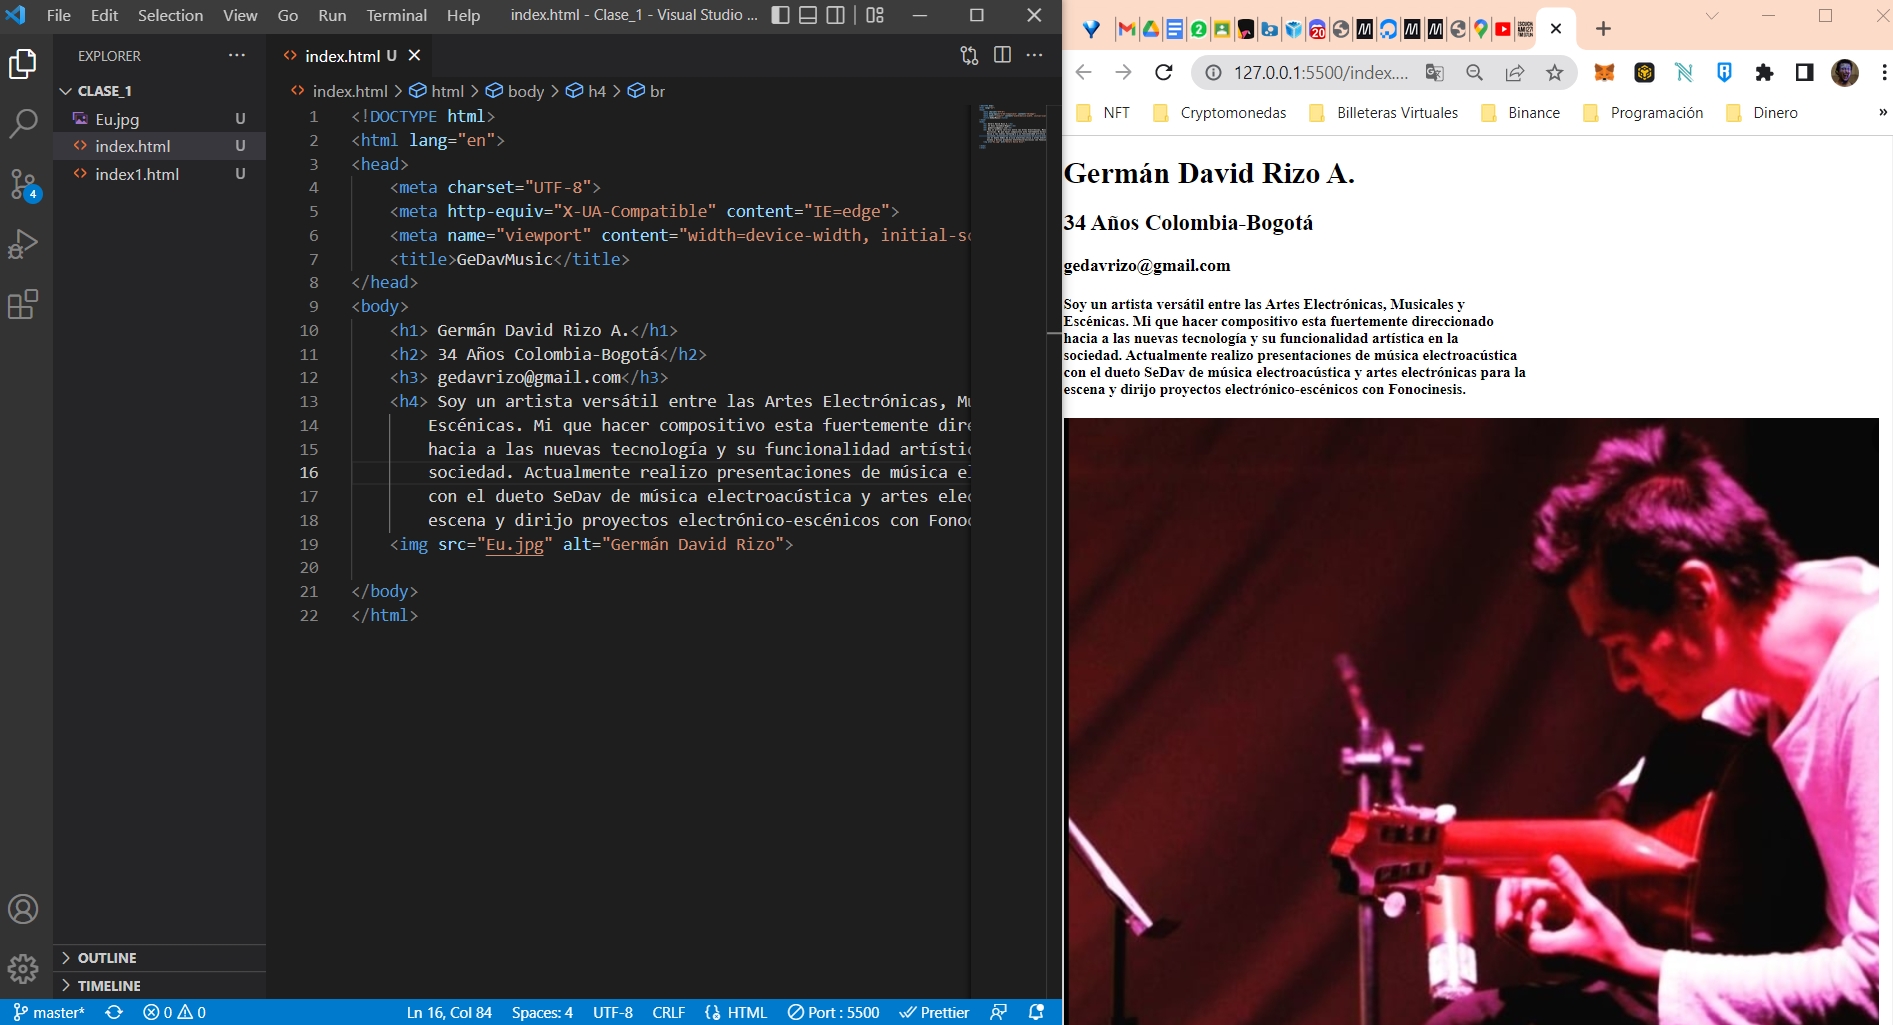 File Edit Selection View Go Run Terminal Help index.html - Clase_1 - Visual Studio ...
EXPLORER
CLASE_1
Eu.jpg U
index.html U
index1.html U
OUTLINE
TIMELINE
index.html U
index.html > html > body > h4 > br
1 <!DOCTYPE html>
2 <html lang="en">
3 <head>
4 <meta charset="UTF-8">
5 <meta http-equiv="X-UA-Compatible" content="IE=edge">
6 <meta name="viewport" content="width=device-width, initial-sc
7 <title>GeDavMusic</title>
8 </head>
9 <body>
10 <h1> Germán David Rizo A.</h1>
11 <h2> 34 Años Colombia-Bogotá</h2>
12 <h3> gedavrizo@gmail.com</h3>
13 <h4> Soy un artista versátil entre las Artes Electrónicas, Mu
14 Escénicas. Mi que hacer compositivo esta fuertemente dire
15 hacia a las nuevas tecnología y su funcionalidad artístic
16 sociedad. Actualmente realizo presentaciones de música el
17 con el dueto SeDav de música electroacústica y artes elec
18 escena y dirijo proyectos electrónico-escénicos con Fonoc
19 <img src="Eu.jpg" alt="Germán David Rizo">
20
21 </body>
22 </html>
4
master* 0 0 Ln 16, Col 84 Spaces: 4 UTF-8 CRLF HTML Port : 5500 Prettier
2 20
127.0.0.1:5500/index....
NFT Cryptomonedas Billeteras Virtuales Binance Programación Dinero »
Germán David Rizo A.
34 Años Colombia-Bogotá
gedavrizo@gmail.com
Soy un artista versátil entre las Artes Electrónicas, Musicales y
Escénicas. Mi que hacer compositivo esta fuertemente direccionado
hacia a las nuevas tecnología y su funcionalidad artística en la
sociedad. Actualmente realizo presentaciones de música electroacústica
con el dueto SeDav de música electroacústica y artes electrónicas para la
escena y dirijo proyectos electrónico-escénicos con Fonocinesis.